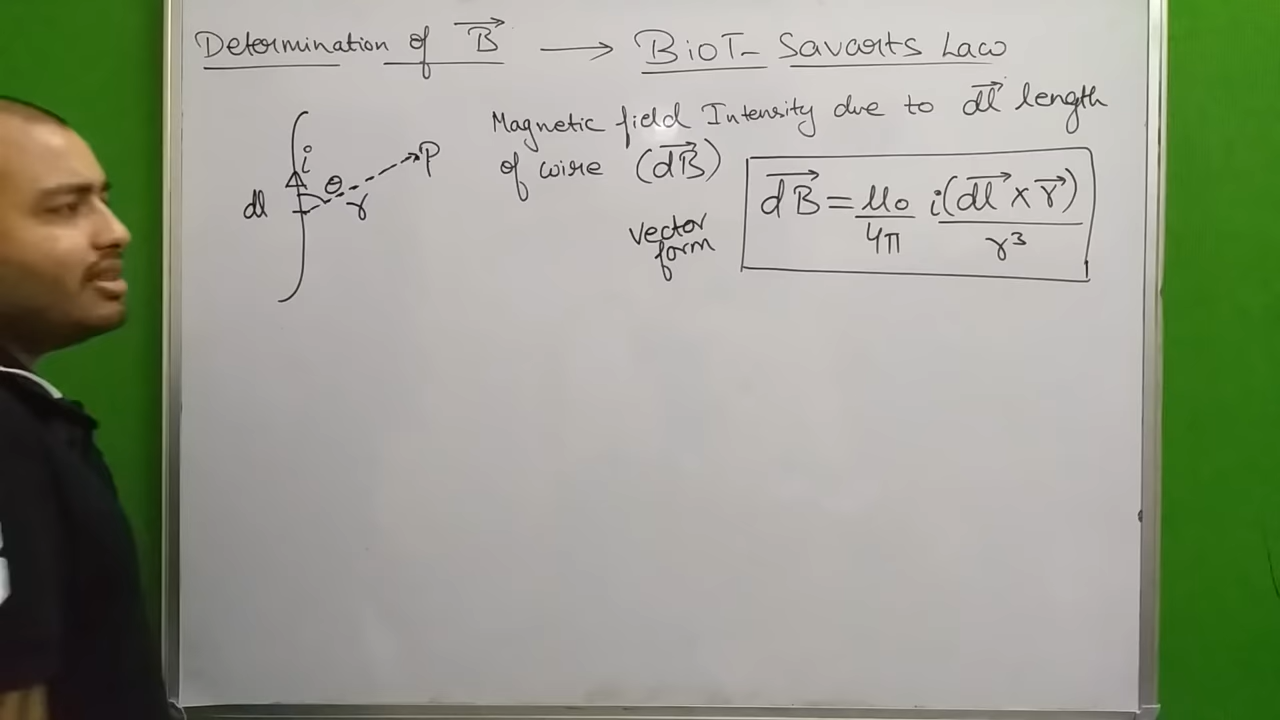 Determination of B → BioT-Savarts Law
Magnetic field Intensity due to dl length
of wire (dB)
i
θ
P
dl
r
vector
form
dB = μ₀/4π i(dl × r)/r³